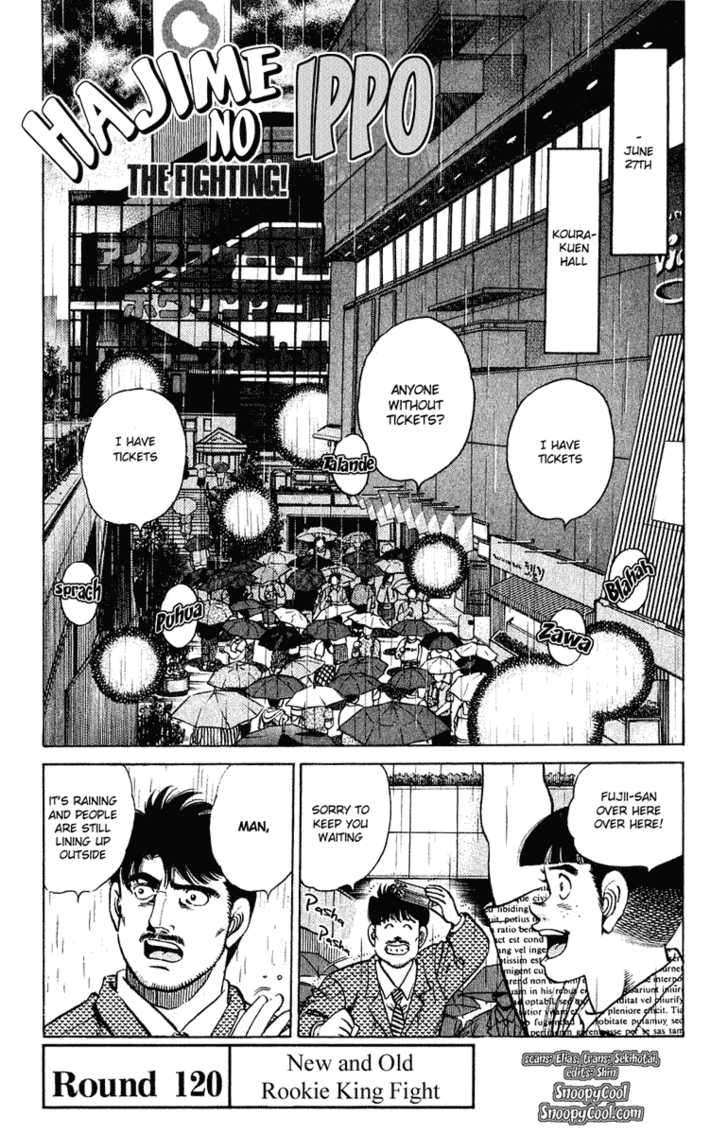 HAJIME
NO
IPPO
THE FIGHTING!
- JUNE
27TH
KOURA-
KUEN
HALL
I HAVE
TICKETS
ANYONE
WITHOUT
TICKETS?
I HAVE
TICKETS
Talande
Blahah
Zawa
Puhua
sprach
FUJII-SAN
OVER HERE
OVER HERE!
SORRY TO
KEEP YOU
WAITING
Pasha
Pasha
MAN,
IT'S RAINING
AND PEOPLE
ARE STILL
LINING UP
OUTSIDE
Round 120
New and Old
Rookie King Fight
scans: Elias, trans: Sekihotai,
edits: Shin
SnoopyCool
SnoopyCool.com